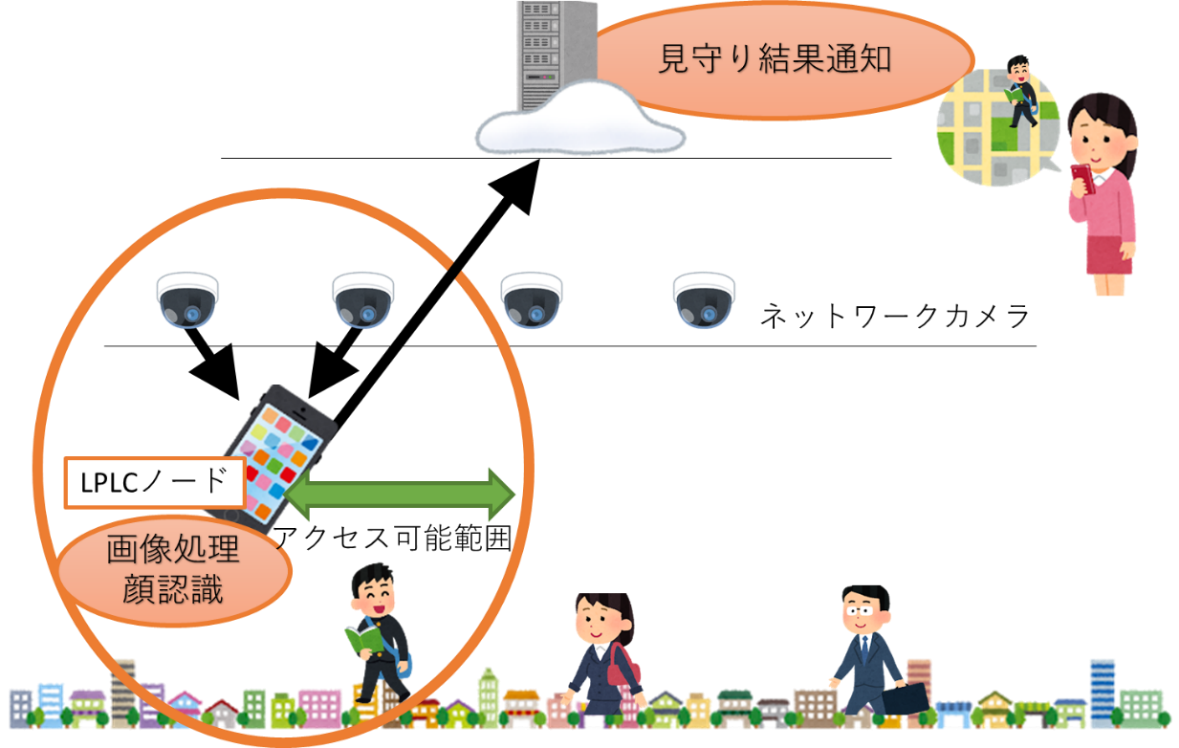 見守り結果通知
ネットワークカメラ
LPLCノード
アクセス可能範囲
画像処理
顔認識